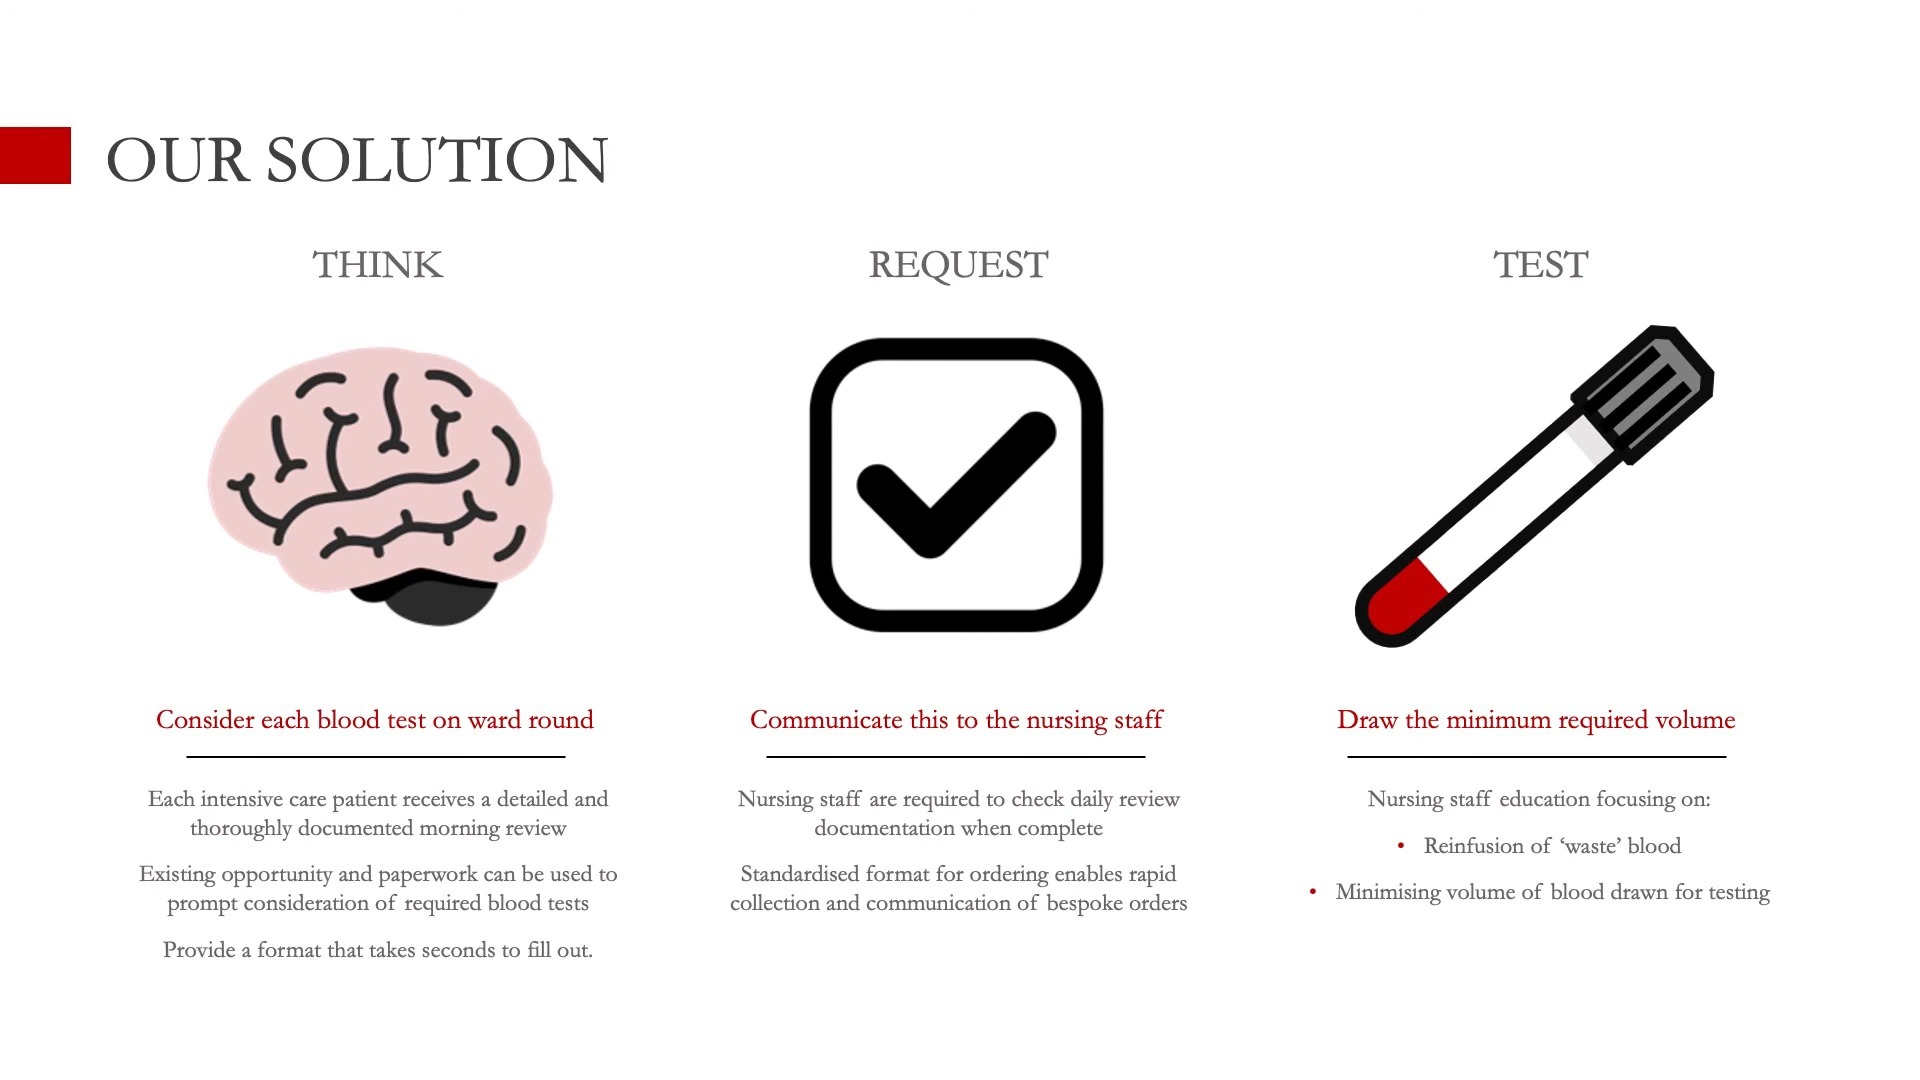 OUR SOLUTION
THINK
Consider each blood test on ward round
Each intensive care patient receives a detailed and
thoroughly documented morning review
Existing opportunity and paperwork can be used to
prompt consideration of required blood tests
Provide a format that takes seconds to fill out.
REQUEST
Communicate this to the nursing staff
Nursing staff are required to check daily review
documentation when complete
Standardised format for ordering enables rapid
collection and communication of bespoke orders
TEST
Draw the minimum required volume
Nursing staff education focusing on:
• Reinfusion of ‘waste’ blood
• Minimising volume of blood drawn for testing